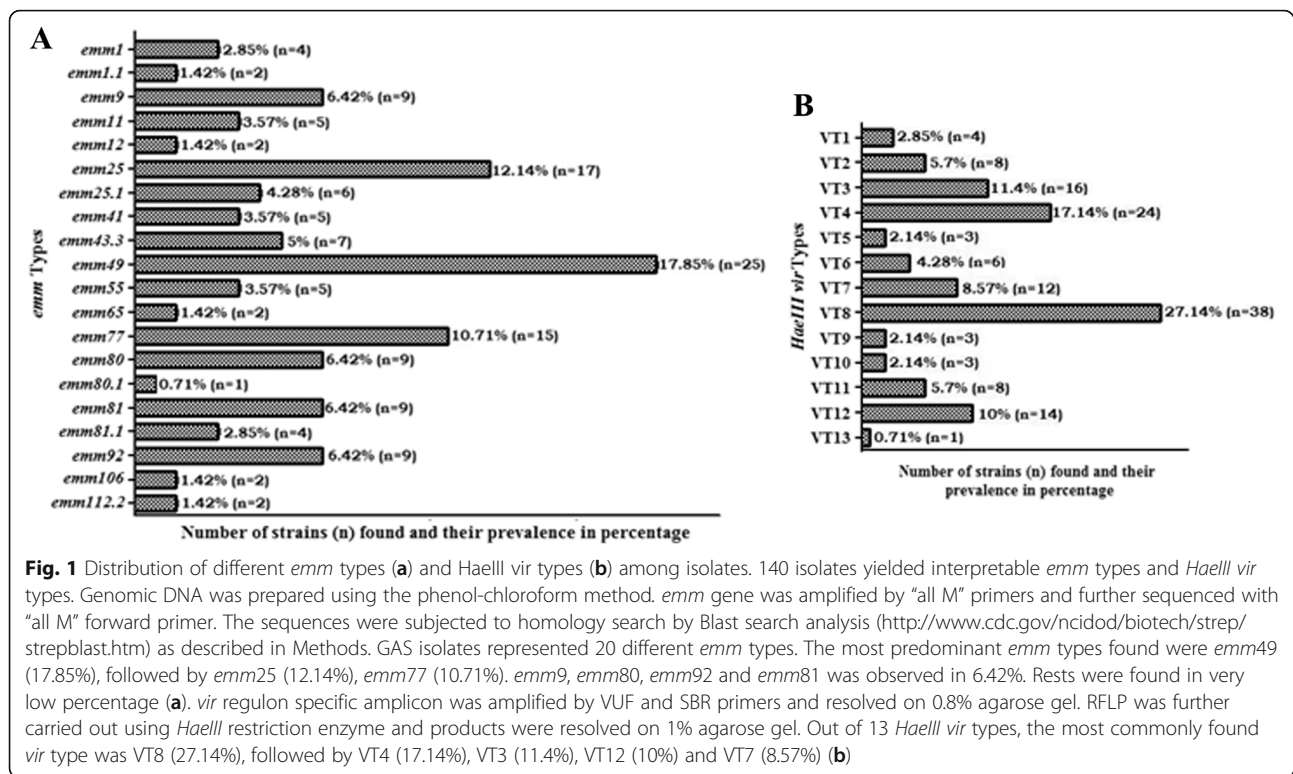 A
emm Types
emm1 2.85% (n=4)
emm1.1 1.42% (n=2)
emm9 6.42% (n=9)
emm11 3.57% (n=5)
emm12 1.42% (n=2)
emm25 12.14% (n=17)
emm25.1 4.28% (n=6)
emm41 3.57% (n=5)
emm43.3 5% (n=7)
emm49 17.85% (n=25)
emm55 3.57% (n=5)
emm65 1.42% (n=2)
emm77 10.71% (n=15)
emm80 6.42% (n=9)
emm80.1 0.71% (n=1)
emm81 6.42% (n=9)
emm81.1 2.85% (n=4)
emm92 6.42% (n=9)
emm106 1.42% (n=2)
emm112.2 1.42% (n=2)
Number of strains (n) found and their prevalence in percentage
B
HaeIII vir Types
VT1 2.85% (n=4)
VT2 5.7% (n=8)
VT3 11.4% (n=16)
VT4 17.14% (n=24)
VT5 2.14% (n=3)
VT6 4.28% (n=6)
VT7 8.57% (n=12)
VT8 27.14% (n=38)
VT9 2.14% (n=3)
VT10 2.14% (n=3)
VT11 5.7% (n=8)
VT12 10% (n=14)
VT13 0.71% (n=1)
Number of strains (n) found and their
prevalence in percentage
Fig. 1 Distribution of different emm types (a) and HaeIII vir types (b) among isolates. 140 isolates yielded interpretable emm types and HaeIII vir
types. Genomic DNA was prepared using the phenol-chloroform method. emm gene was amplified by “all M” primers and further sequenced with
“all M” forward primer. The sequences were subjected to homology search by Blast search analysis (http://www.cdc.gov/ncidod/biotech/strep/
strepblast.htm) as described in Methods. GAS isolates represented 20 different emm types. The most predominant emm types found were emm49
(17.85%), followed by emm25 (12.14%), emm77 (10.71%). emm9, emm80, emm92 and emm81 was observed in 6.42%. Rests were found in very
low percentage (a). vir regulon specific amplicon was amplified by VUF and SBR primers and resolved on 0.8% agarose gel. RFLP was further
carried out using HaeIII restriction enzyme and products were resolved on 1% agarose gel. Out of 13 HaeIII vir types, the most commonly found
vir type was VT8 (27.14%), followed by VT4 (17.14%), VT3 (11.4%), VT12 (10%) and VT7 (8.57%) (b)